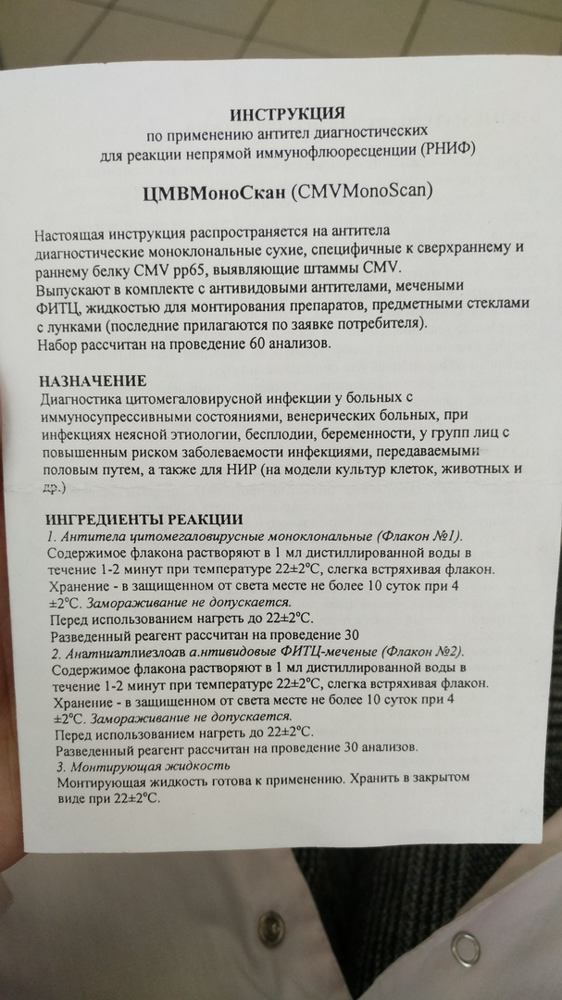 ИНСТРУКЦИЯ
по применению антител диагностических
для реакции непрямой иммунофлюоресценции (РНИФ)
ЦМВМоноСкан (CMVMonoScan)
Настоящая инструкция распространяется на антитела
диагностические моноклональные сухие, специфичные к сверхраннему и
раннему белку CMV pp65, выявляющие штаммы CMV.
Выпускают в комплекте с антивидовыми антителами, мечеными
ФИТЦ, жидкостью для монтирования препаратов, предметными стеклами
с лунками (последние прилагаются по заявке потребителя).
Набор рассчитан на проведение 60 анализов.
НАЗНАЧЕНИЕ
Диагностика цитомегаловирусной инфекции у больных с
иммуносупрессивными состояниями, венерических больных, при
инфекциях неясной этиологии, бесплодии, беременности, у групп лиц с
повышенным риском заболеваемости инфекциями, передаваемыми
половым путем, а также для НИР (на модели культур клеток, животных и
др.)
ИНГРЕДИЕНТЫ РЕАКЦИИ
1. Антитела цитомегаловирусные моноклональные (Флакон №1).
Содержимое флакона растворяют в 1 мл дистиллированной воды в
течение 1-2 минут при температуре 22±2°С, слегка встряхивая флакон.
Хранение - в защищенном от света месте не более 10 суток при 4
±2°С. Замораживание не допускается.
Перед использованием нагреть до 22±2°С.
Разведенный реагент рассчитан на проведение 30
2. Анатниатлиезлоав а.нтивидовые ФИТЦ-меченые (Флакон №2).
Содержимое флакона растворяют в 1 мл дистиллированной воды в
течение 1-2 минут при температуре 22±2°С, слегка встряхивая флакон.
Хранение - в защищенном от света месте не более 10 суток при 4
±2°С. Замораживание не допускается.
Перед использованием нагреть до 22±2°С.
Разведенный реагент рассчитан на проведение 30 анализов.
3. Монтирующая жидкость
Монтирующая жидкость готова к применению. Хранить в закрытом
виде при 22±2°С.